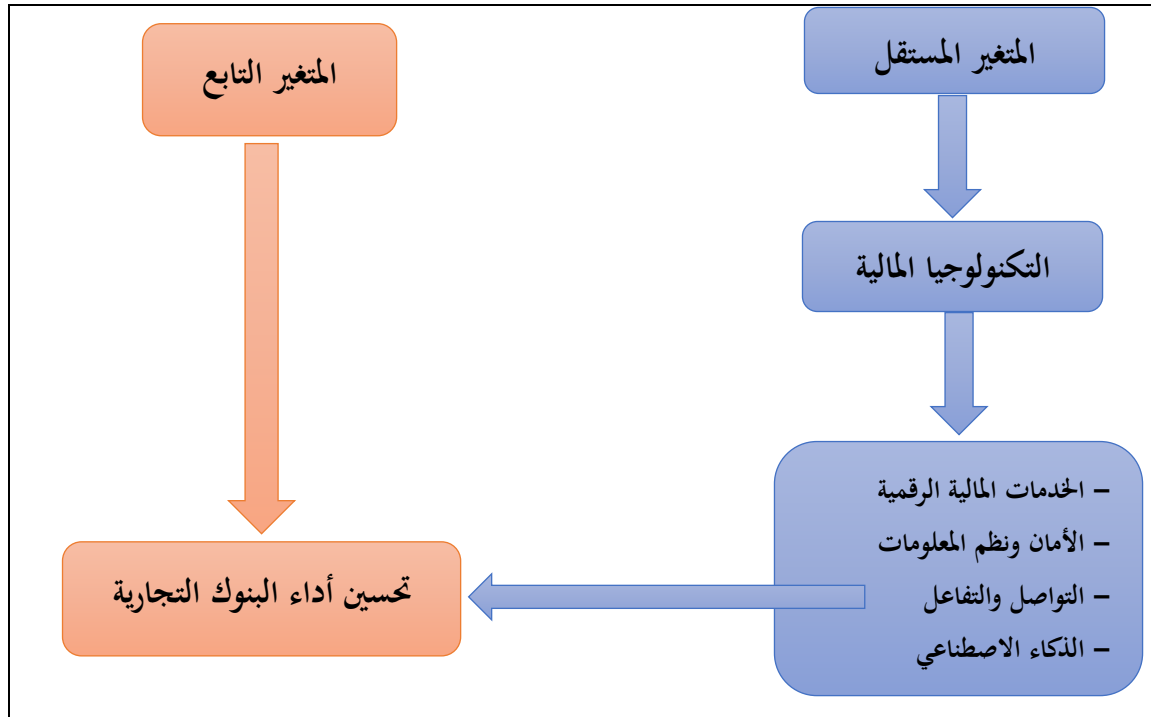 المتغير المستقل
المتغير التابع
التكنولوجيا المالية
– الخدمات المالية الرقمية
– الأمان ونظم المعلومات
– التواصل والتفاعل
– الذكاء الاصطناعي
تحسين أداء البنوك التجارية